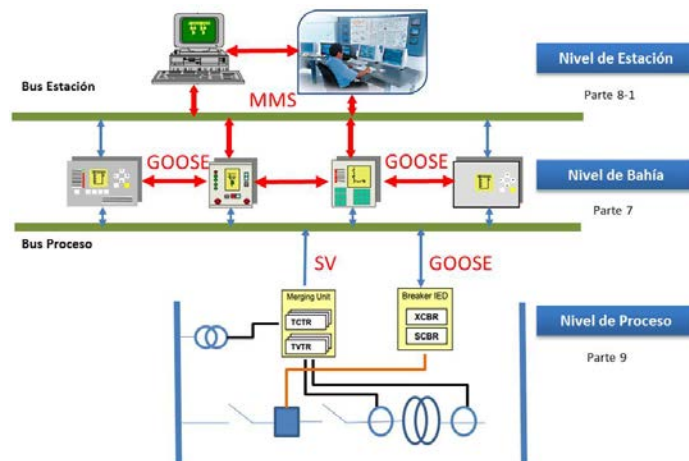 Nivel de Estación
Bus Estación
Parte 8-1
MMS
GOOSE
GOOSE
Nivel de Bahía
Parte 7
Bus Proceso
SV
GOOSE
Merging Unit
Breaker IED
Nivel de Proceso
TCTR
XCBR
TVTR
SCBR
Parte 9